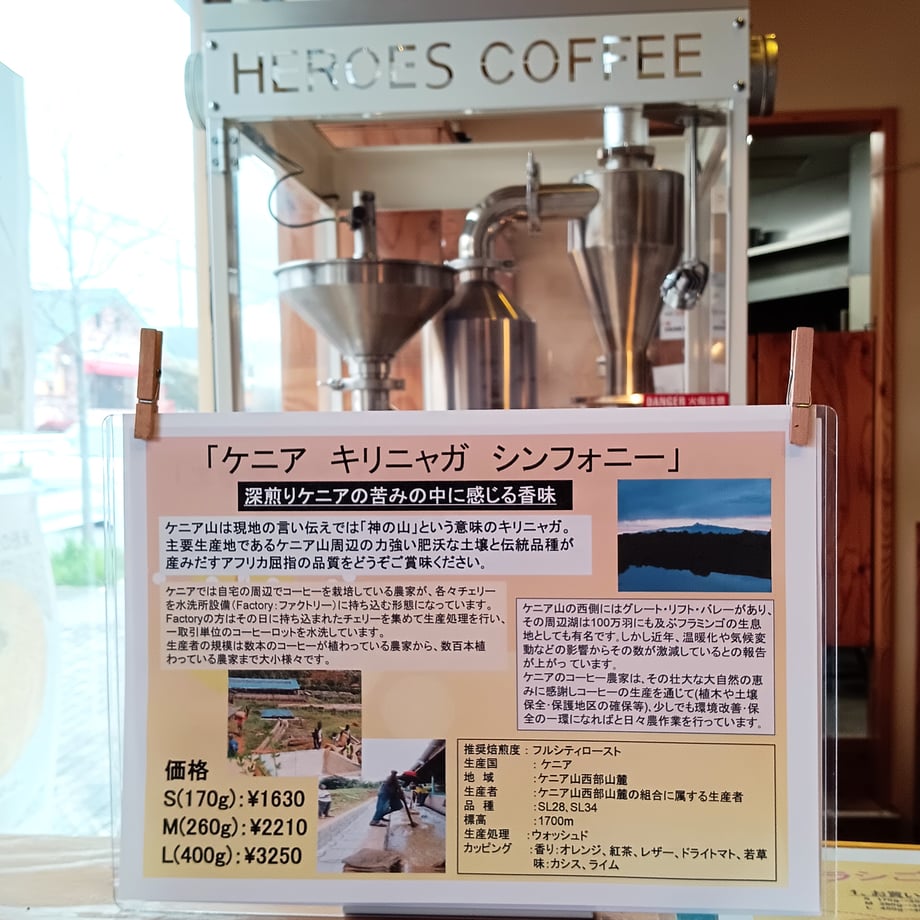 HEROES COFFEE
DANGER 火傷注意
「ケニア キリニャガ シンフォニー」
深煎りケニアの苦みの中に感じる香味
ケニア山は現地の言い伝えでは「神の山」という意味のキリニャガ。
主要生産地であるケニア山周辺の力強い肥沃な土壌と伝統品種が
産みだすアフリカ屈指の品質をどうぞご賞味ください。
ケニアでは自宅の周辺でコーヒーを栽培している農家が、各々チェリー
を水洗所設備(Factory:ファクトリー)に持ち込む形態になっています。
Factoryの方はその日に持ち込まれたチェリーを集めて生産処理を行い、
一取引単位のコーヒーロットを水洗しています。
生産者の規模は数本のコーヒーが植わっている農家から、数百本植
わっている農家まで大小様々です。
ケニア山の西側にはグレート・リフト・バレーがあり、
その周辺湖は100万羽にも及ぶフラミンゴの生息
地としても有名です。しかし近年、温暖化や気候変
動などの影響からその数が激減しているとの報告
が上がっています。
ケニアのコーヒー農家は、その壮大な大自然の恵
みに感謝しコーヒーの生産を通じて(植木や土壌
保全・保護地区の確保等)、少しでも環境改善・保
全の一環になればと日々農作業を行っています。
価格
S(170g):¥1630
M(260g):¥2210
L(400g):¥3250
推奨焙煎度:フルシティロースト
生産国:ケニア
地 域:ケニア山西部山麓
生産者:ケニア山西部山麓の組合に属する生産者
品 種:SL28、SL34
標高:1700m
生産処理:ウォッシュド
カッピング:香り:オレンジ、紅茶、レザー、ドライトマト、若草
味:カシス、ライム